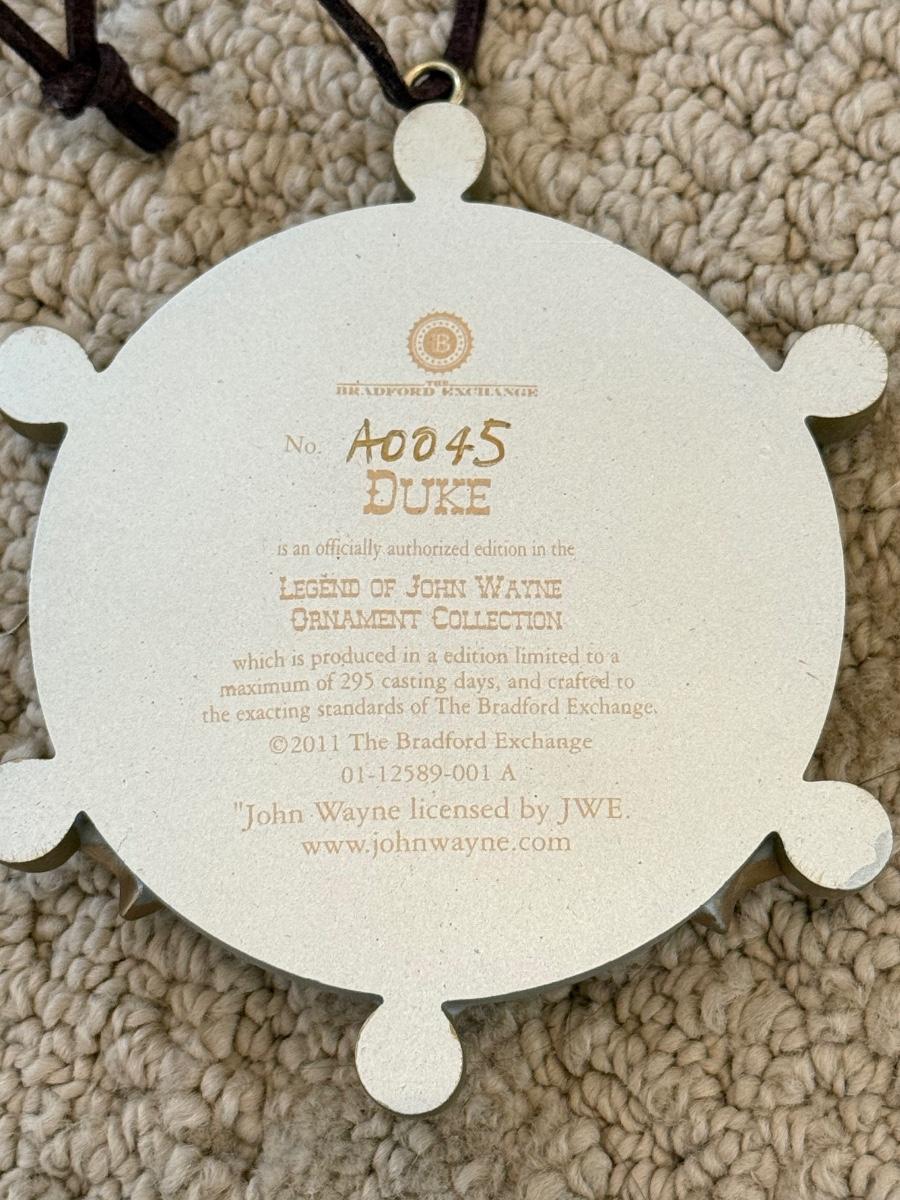 B
THE
BRADFORD EXCHANGE
No. A0045
DUKE
is an officially authorized edition in the
LEGEND OF JOHN WAYNE
ORNAMENT COLLECTION
which is produced in a edition limited to a
maximum of 295 casting days, and crafted to
the exacting standards of The Bradford Exchange.
©2011 The Bradford Exchange
01-12589-001 A
"John Wayne licensed by JWE.
www.johnwayne.com